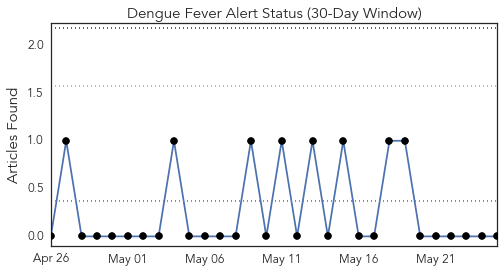 Dengue Fever Alert Status (30-Day Window)
Articles Found
2.0
1.5
1.0
0.5
0.0
Apr 26
May 01
May 06
May 11
May 16
May 21